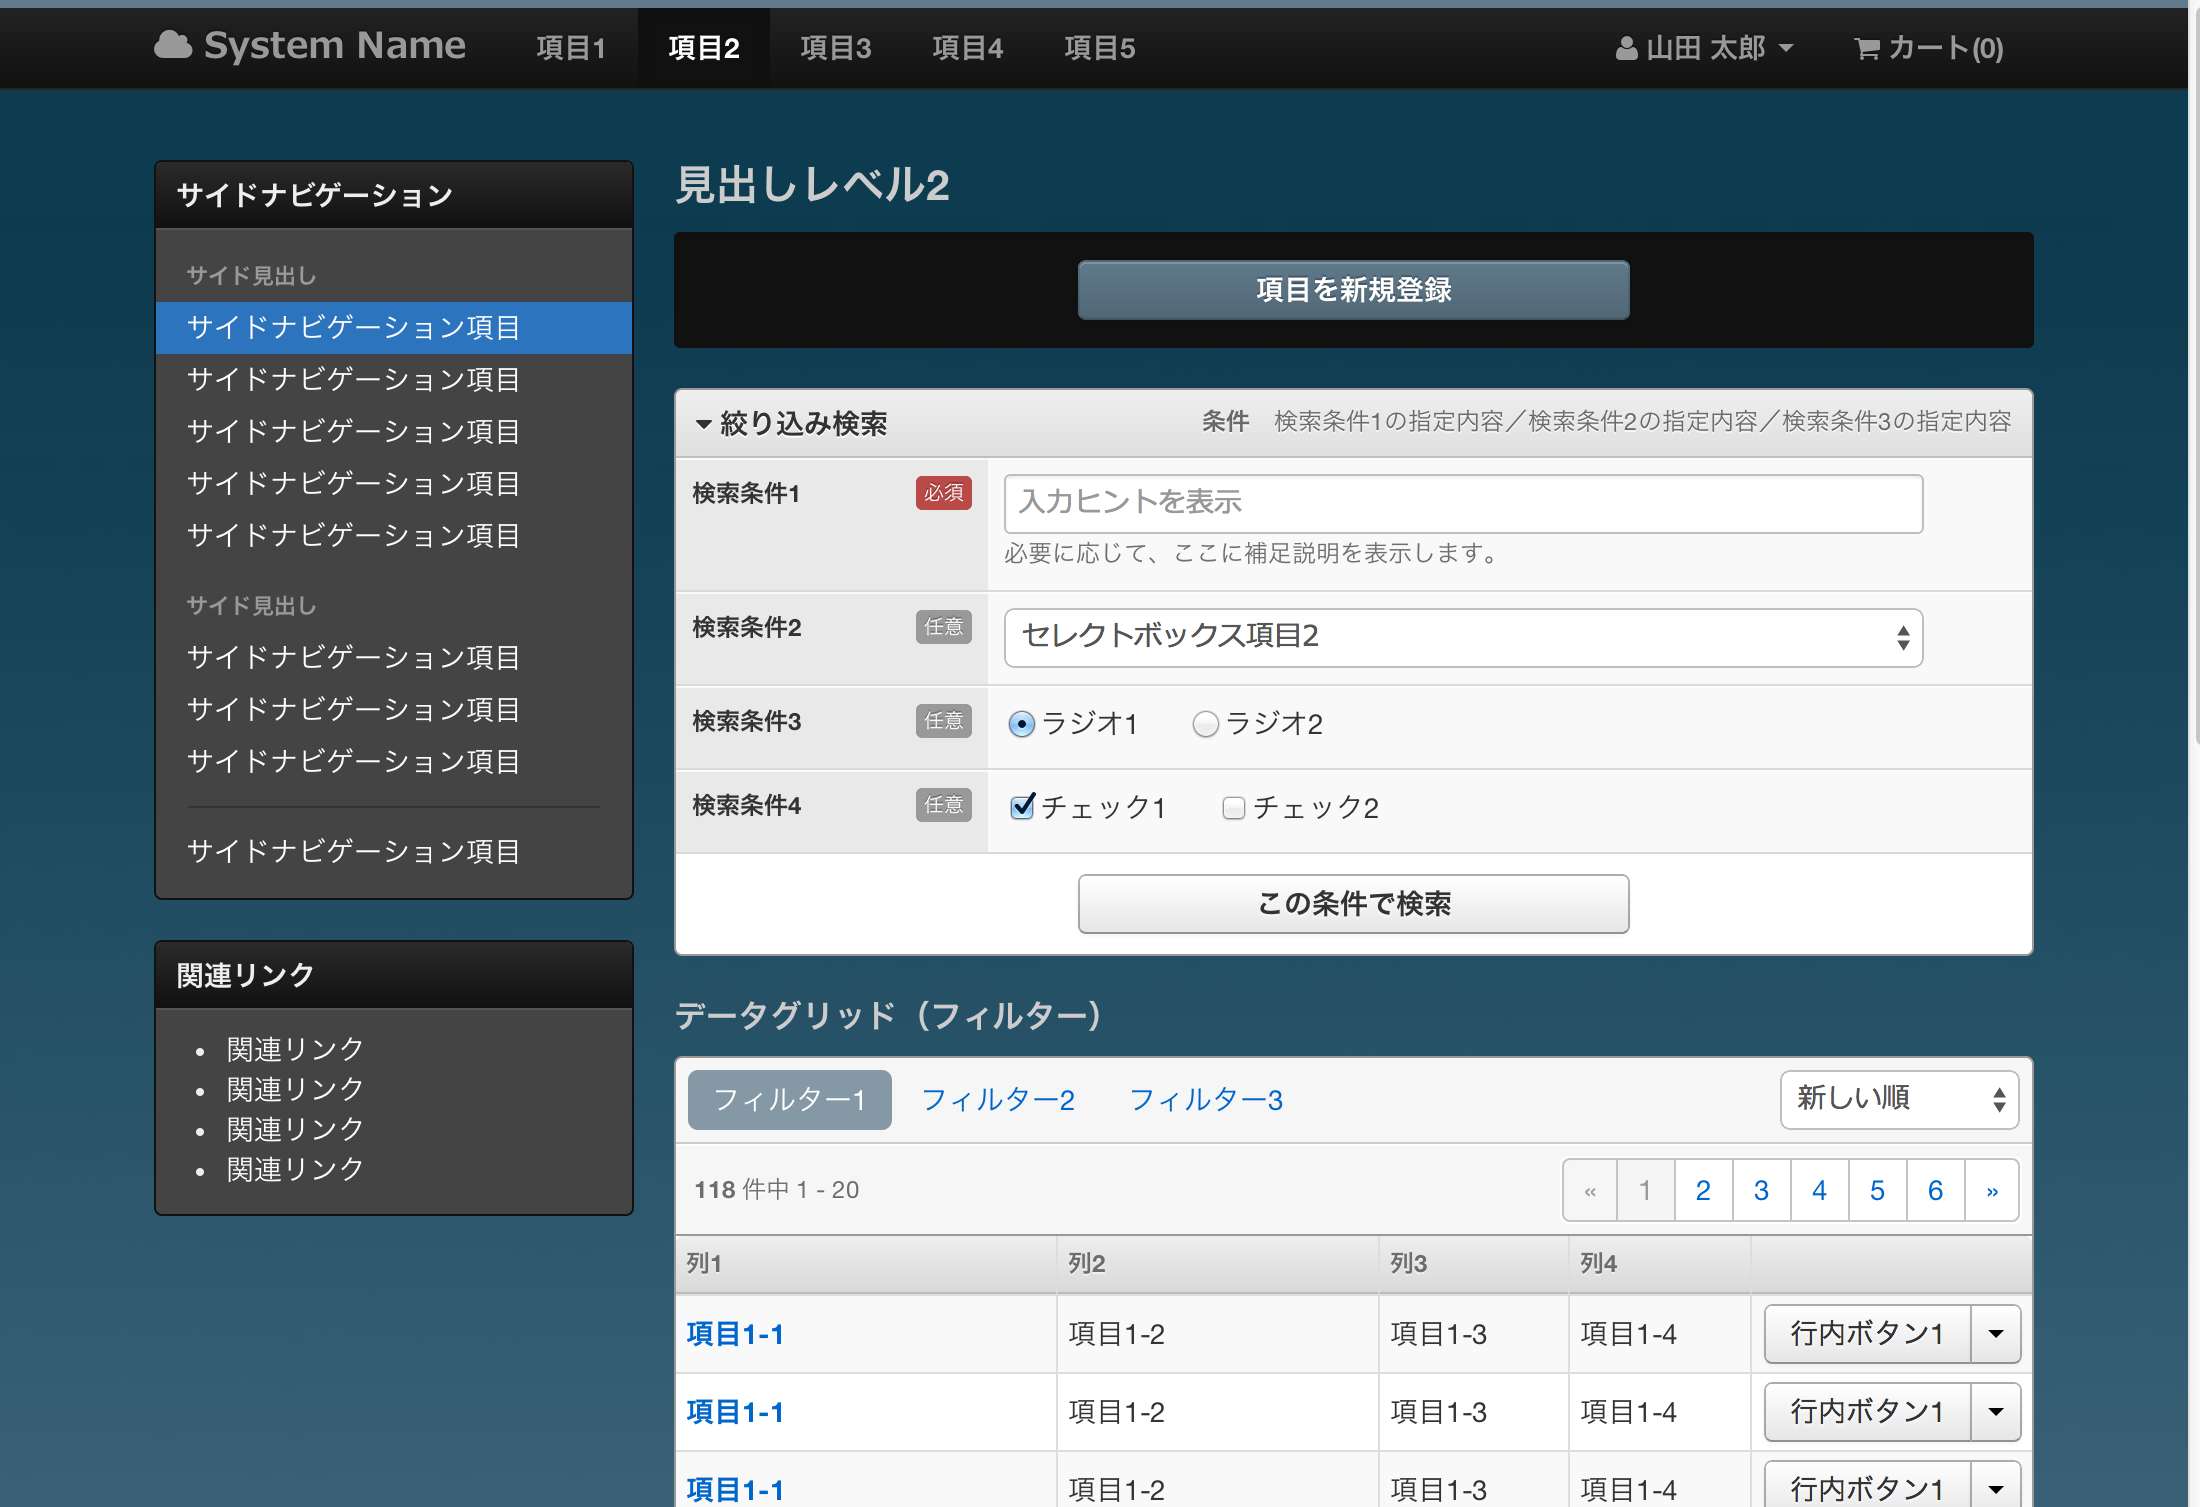 System Name 項目1 項目2 項目3 項目4 項目5 山田 太郎 カート(0)
サイドナビゲーション
サイド見出し
サイドナビゲーション項目
サイドナビゲーション項目
サイドナビゲーション項目
サイドナビゲーション項目
サイドナビゲーション項目
サイド見出し
サイドナビゲーション項目
サイドナビゲーション項目
サイドナビゲーション項目
サイドナビゲーション項目
関連リンク
• 関連リンク
• 関連リンク
• 関連リンク
• 関連リンク
見出しレベル2
項目を新規登録
絞り込み検索 条件 検索条件1の指定内容／検索条件2の指定内容／検索条件3の指定内容
検索条件1 必須 入力ヒントを表示
必要に応じて、ここに補足説明を表示します。
検索条件2 任意 セレクトボックス項目2
検索条件3 任意 ラジオ1 ラジオ2
検索条件4 任意 チェック1 チェック2
この条件で検索
データグリッド（フィルター）
フィルター1 フィルター2 フィルター3 新しい順
118 件中 1 - 20 « 1 2 3 4 5 6 »
列1 列2 列3 列4
項目1-1 項目1-2 項目1-3 項目1-4 行内ボタン1
項目1-1 項目1-2 項目1-3 項目1-4 行内ボタン1
項目1-1 項目1-2 項目1-3 項目1-4 行内ボタン1